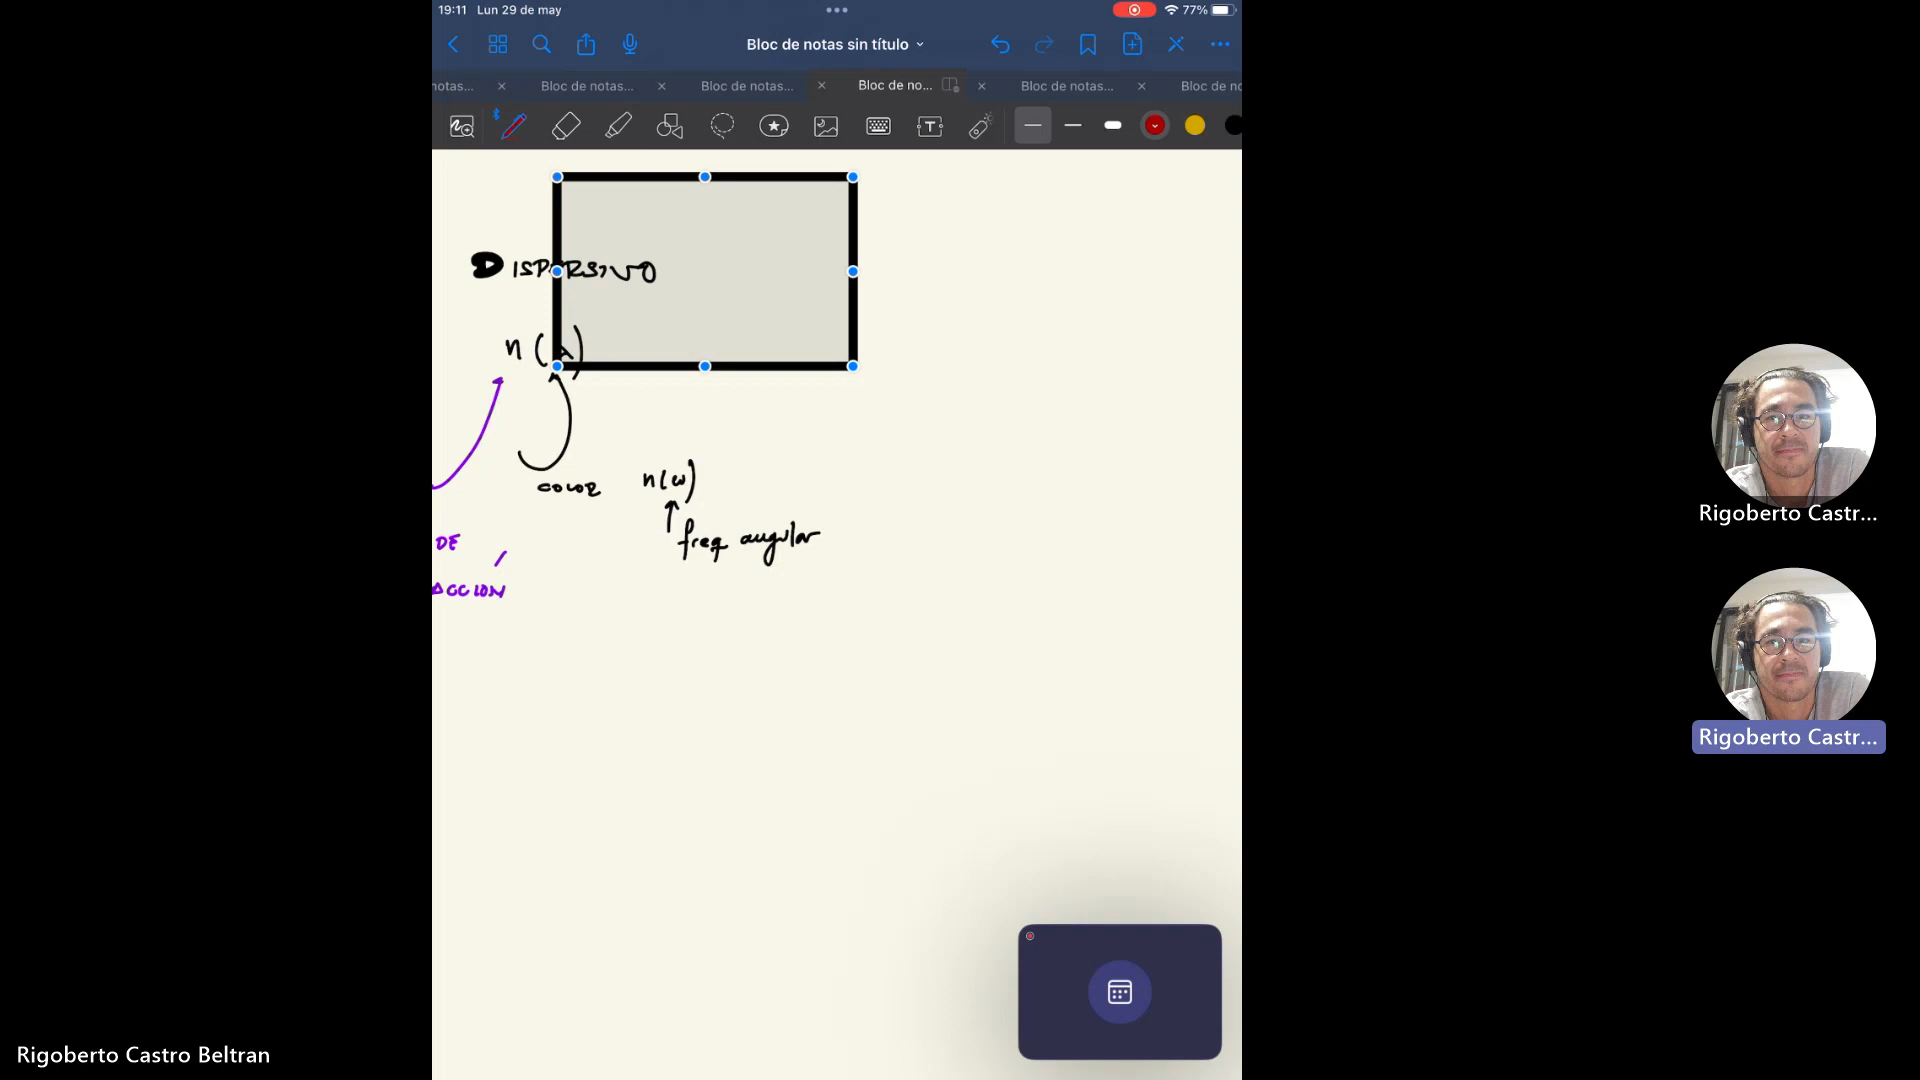 19:11 Lun 29 de may
77%
Bloc de notas sin título
notas...
Bloc de notas...
Bloc de notas...
Bloc de no...
Bloc de notas...
Bloc de no
T
DISPERSIVO
n (λ)
COLOR
n(ω)
freq angular
DE
ACCION
Rigoberto Castr...
Rigoberto Castr...
Rigoberto Castro Beltran